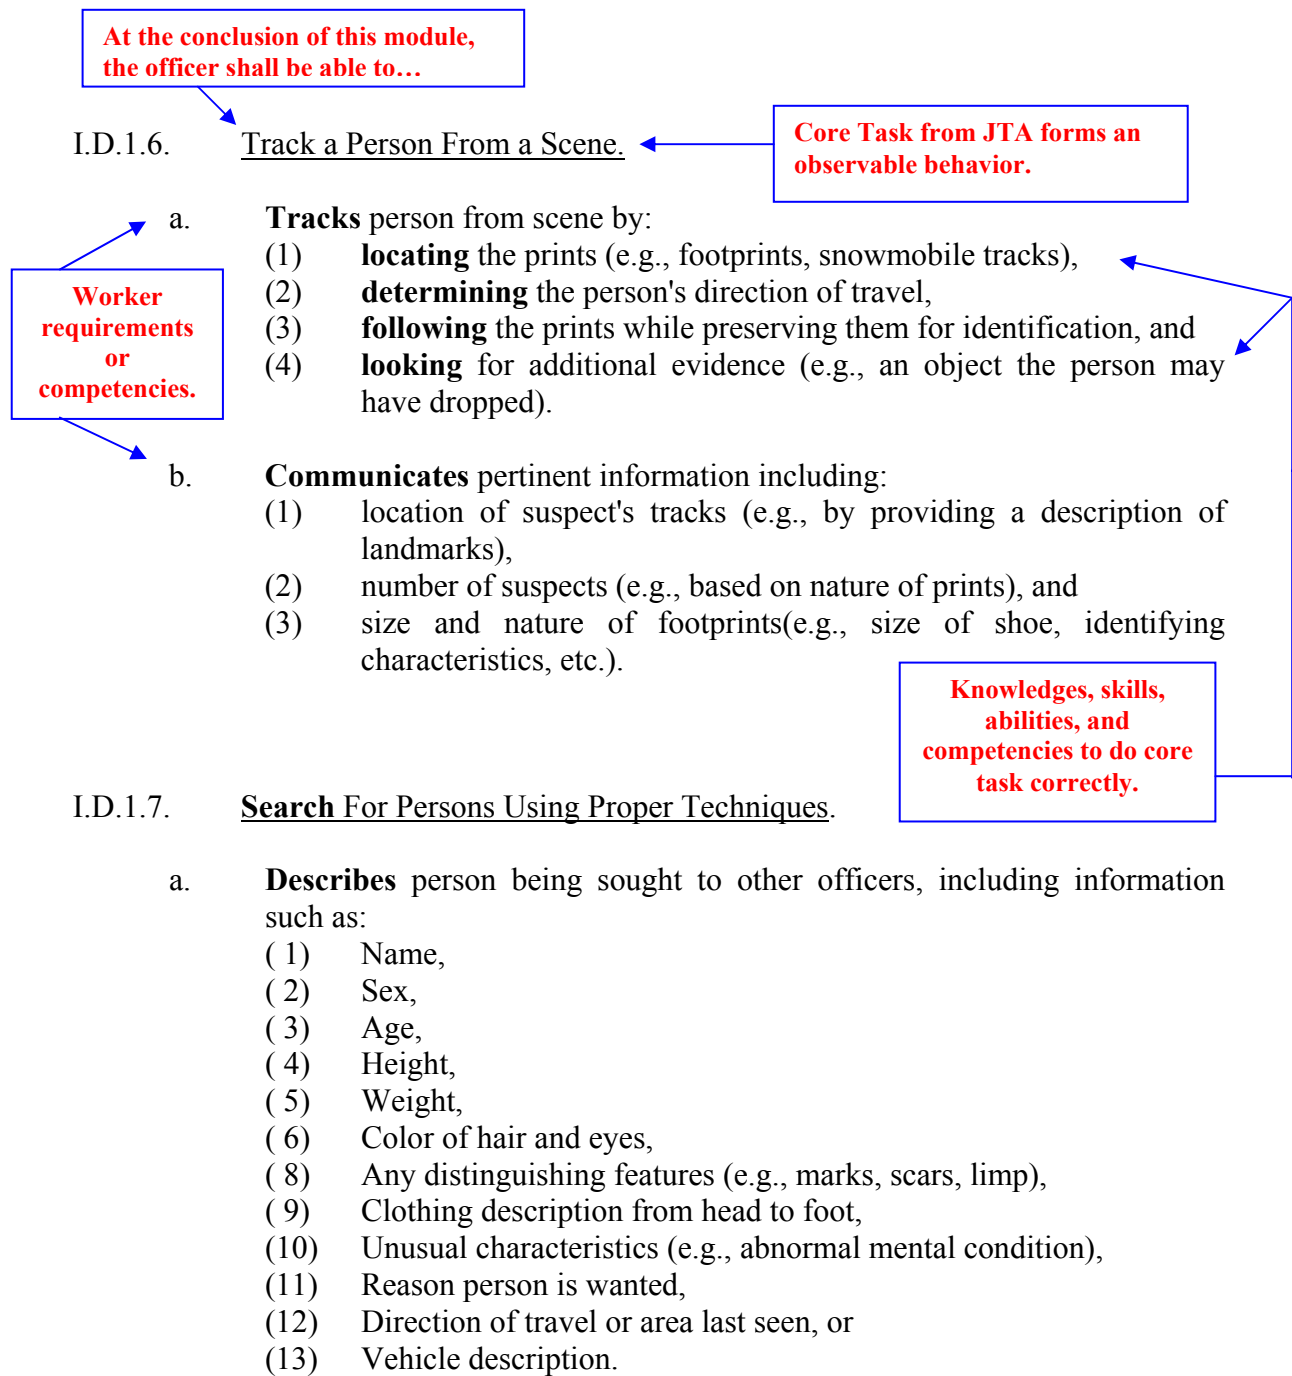 At the conclusion of this module,
the officer shall be able to…
I.D.1.6. Track a Person From a Scene.
Core Task from JTA forms an
observable behavior.
a. Tracks person from scene by:
(1) locating the prints (e.g., footprints, snowmobile tracks),
(2) determining the person's direction of travel,
(3) following the prints while preserving them for identification, and
(4) looking for additional evidence (e.g., an object the person may
have dropped).
Worker
requirements
or
competencies.
b. Communicates pertinent information including:
(1) location of suspect's tracks (e.g., by providing a description of
landmarks),
(2) number of suspects (e.g., based on nature of prints), and
(3) size and nature of footprints(e.g., size of shoe, identifying
characteristics, etc.).
Knowledges, skills,
abilities, and
competencies to do core
task correctly.
I.D.1.7. Search For Persons Using Proper Techniques.
a. Describes person being sought to other officers, including information
such as:
( 1) Name,
( 2) Sex,
( 3) Age,
( 4) Height,
( 5) Weight,
( 6) Color of hair and eyes,
( 8) Any distinguishing features (e.g., marks, scars, limp),
( 9) Clothing description from head to foot,
(10) Unusual characteristics (e.g., abnormal mental condition),
(11) Reason person is wanted,
(12) Direction of travel or area last seen, or
(13) Vehicle description.